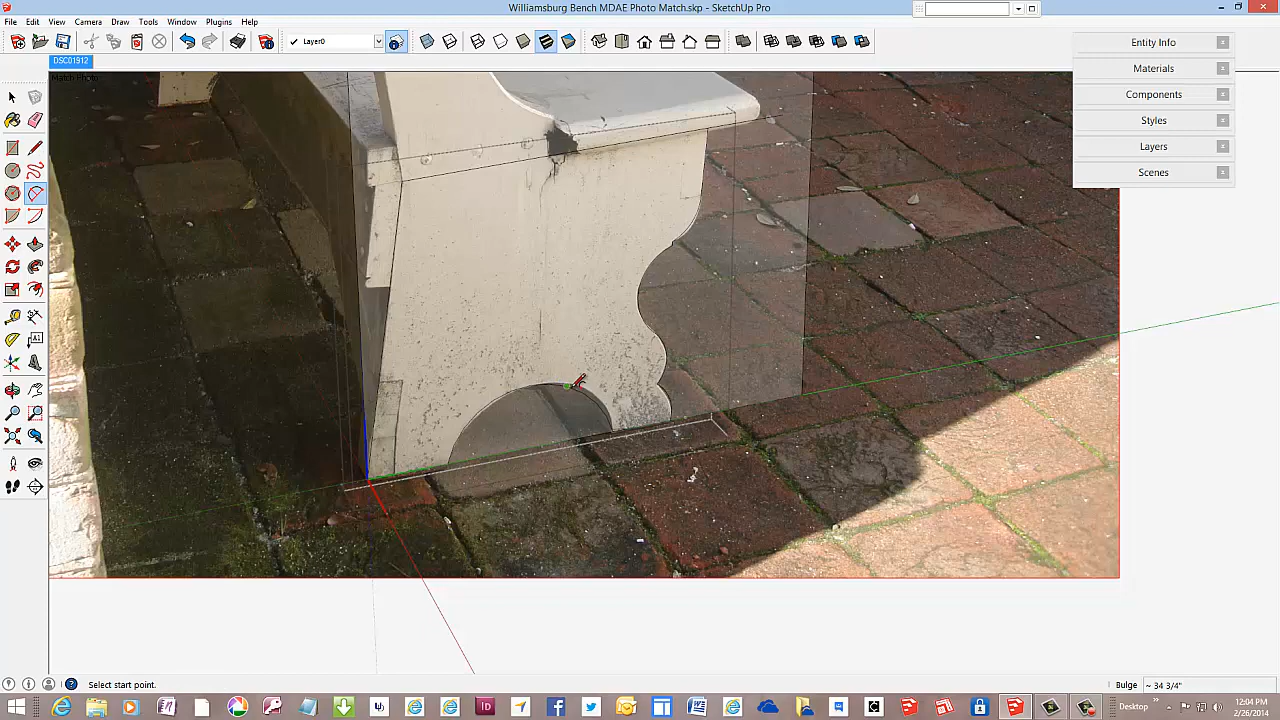 Williamsburg Bench MDAE Photo Match.skp - SketchUp Pro
File Edit View Camera Draw Tools Window Plugins Help
Layer0
DSC01912
Match Photo
Entity Info
Materials
Components
Styles
Layers
Scenes
Select start point.
Bulge ~ 34 3/4"
Desktop
12:04 PM
2/26/2014